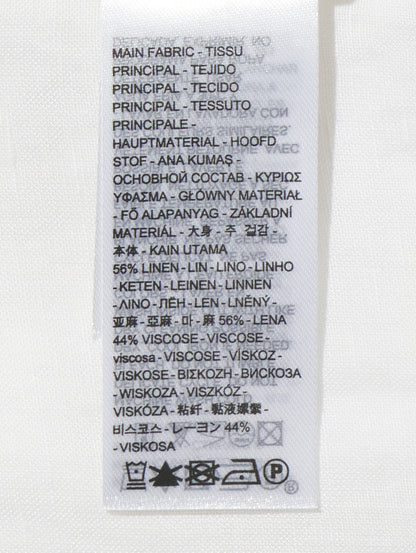 MAIN FABRIC - TISSU
PRINCIPAL - TEJIDO
PRINCIPAL - TECIDO
PRINCIPAL - TESSUTO
PRINCIPALE -
HAUPTMATERIAL - HOOFD
STOF - ANA KUMAŞ -
ОСНОВНОЙ СОСТАВ - ΚΥΡΙΩΣ
ΥΦΑΣΜΑ - GŁÓWNY MATERIAŁ
- FŐ ALAPANYAG - ZÁKLADNÍ
MATERIÁL - 大身 - 주 겉감 -
本体 - KAIN UTAMA
56% LINEN - LIN - LINO - LINHO
- KETEN - LEINEN - LINNEN
- ΛΙΝΟ - ЛЁН - LEN - LNĚNÝ -
亚麻 - 亞麻 - 마 - 麻 56% - LENA
44% VISCOSE - VISCOSE -
viscosa - VISCOSE - VİSKOZ -
VISKOSE - ΒΙΣΚΟΖΗ - ВИСКОЗА
- WISKOZA - VISZKÓZ -
VISKÓZA - 粘纤 - 黏液嫘縈 -
비스코스 - レーヨン 44%
- VISKOSA